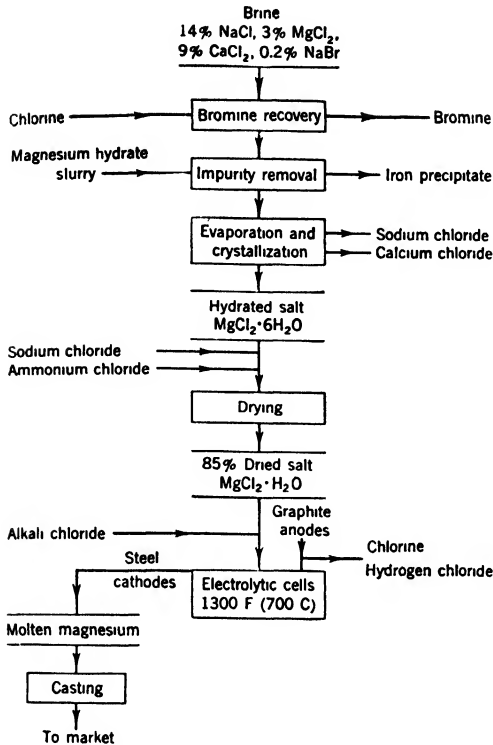 Brine
14% NaCl, 3% MgCl₂,
9% CaCl₂, 0.2% NaBr
Chlorine
Bromine recovery
Bromine
Magnesium hydrate
slurry
Impurity removal
Iron precipitate
Evaporation and
crystallization
Sodium chloride
Calcium chloride
Hydrated salt
MgCl₂·6H₂O
Sodium chloride
Ammonium chloride
Drying
85% Dried salt
MgCl₂·H₂O
Graphite
anodes
Alkali chloride
Chlorine
Hydrogen chloride
Steel
cathodes
Electrolytic cells
1300 F (700 C)
Molten magnesium
Casting
To market